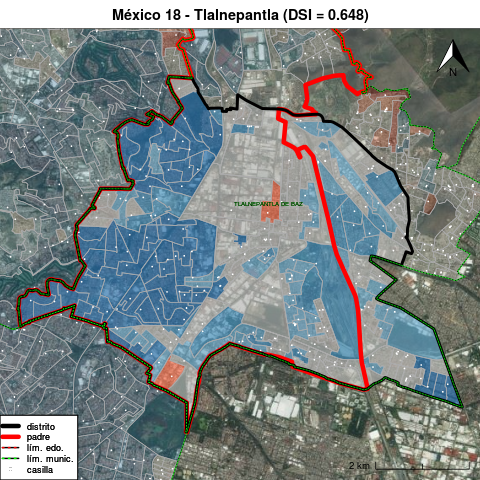 México 18 - Tlalnepantla (DSI = 0.648)
N
TLALNEPANTLA DE BAZ
distrito
padre
lím. edo.
lím. munic.
casilla
2 km